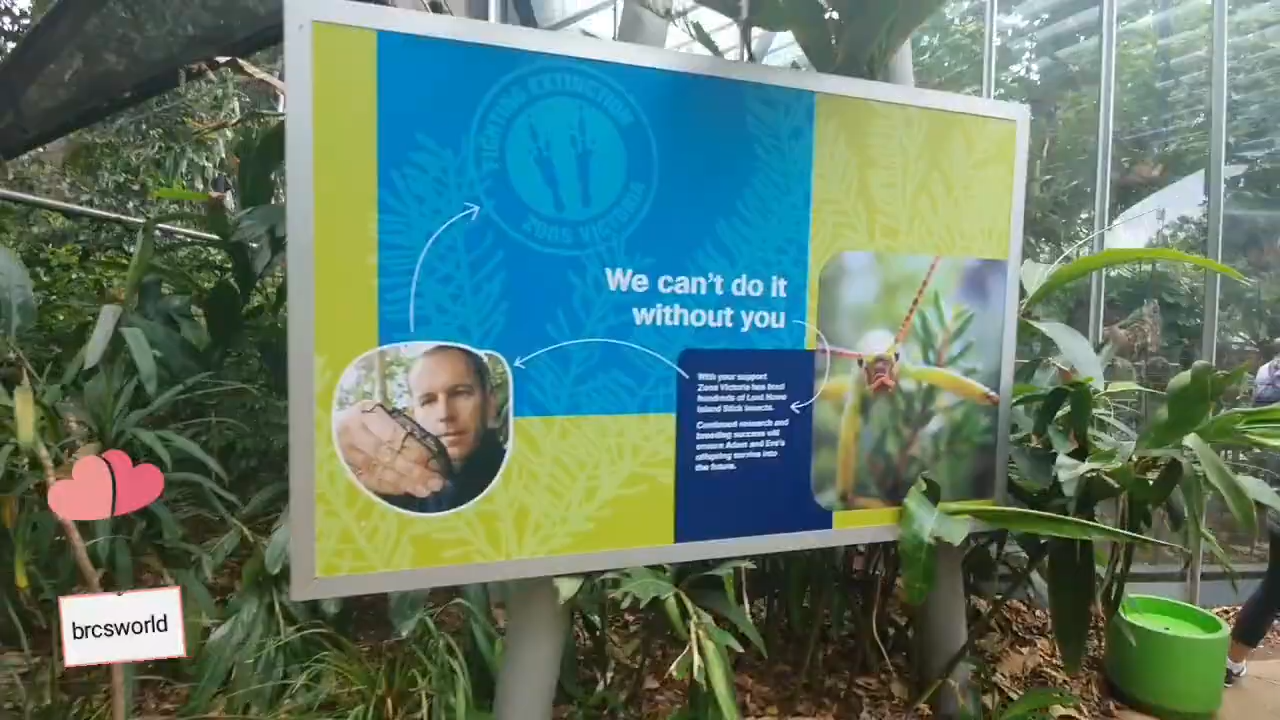 FIGHTING EXTINCTION
ZOOS VICTORIA
We can't do it
without you
With your support
Zoos Victoria has bred
hundreds of Lord Howe
Island Stick Insects.
Continued research and
breeding success will
ensure Adam and Eve's
offspring survive into
the future.
brcsworld